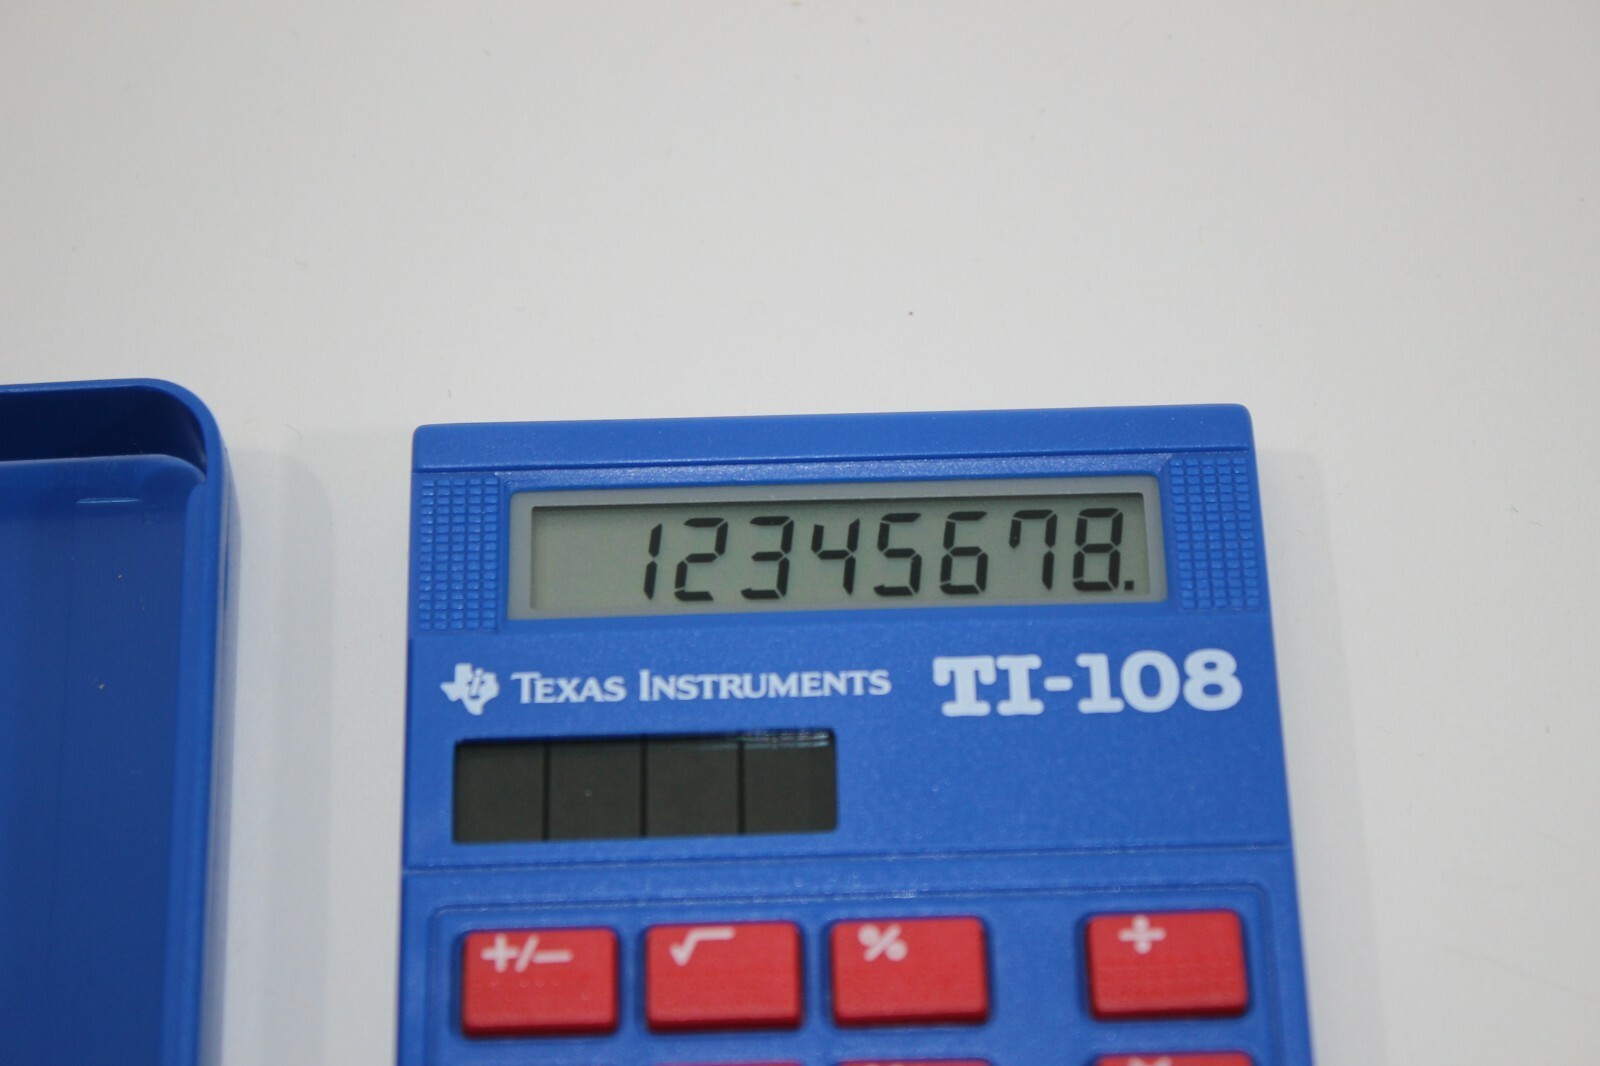 12345678.
TEXAS INSTRUMENTS TI-108
+/− √ % ÷